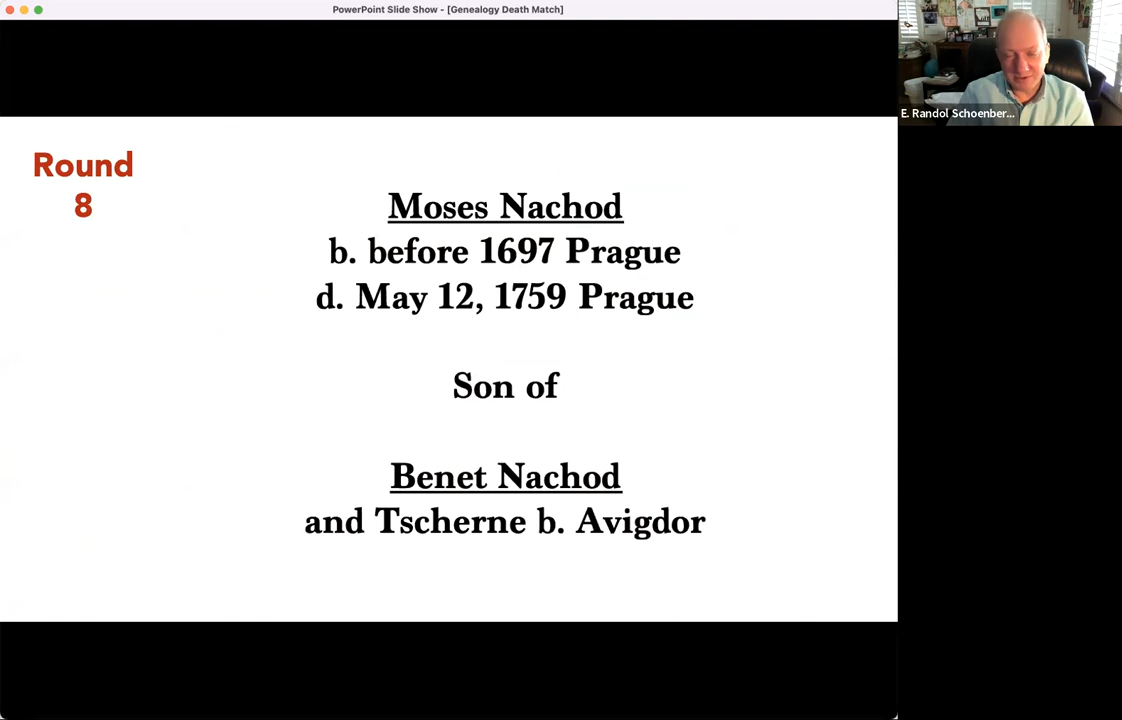 PowerPoint Slide Show - [Genealogy Death Match]
E. Randol Schoenber...
Round
8
Moses Nachod
b. before 1697 Prague
d. May 12, 1759 Prague
Son of
Benet Nachod
and Tscherne b. Avigdor